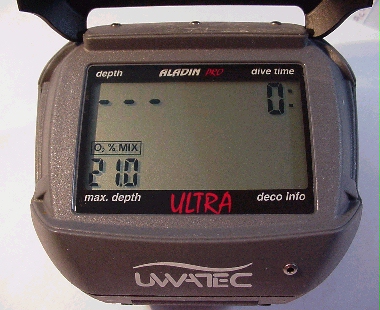 depth ALADIN PRO dive time
- - - 0:
O₂ % MIX
21.0
max. depth ULTRA deco info
UWATEC